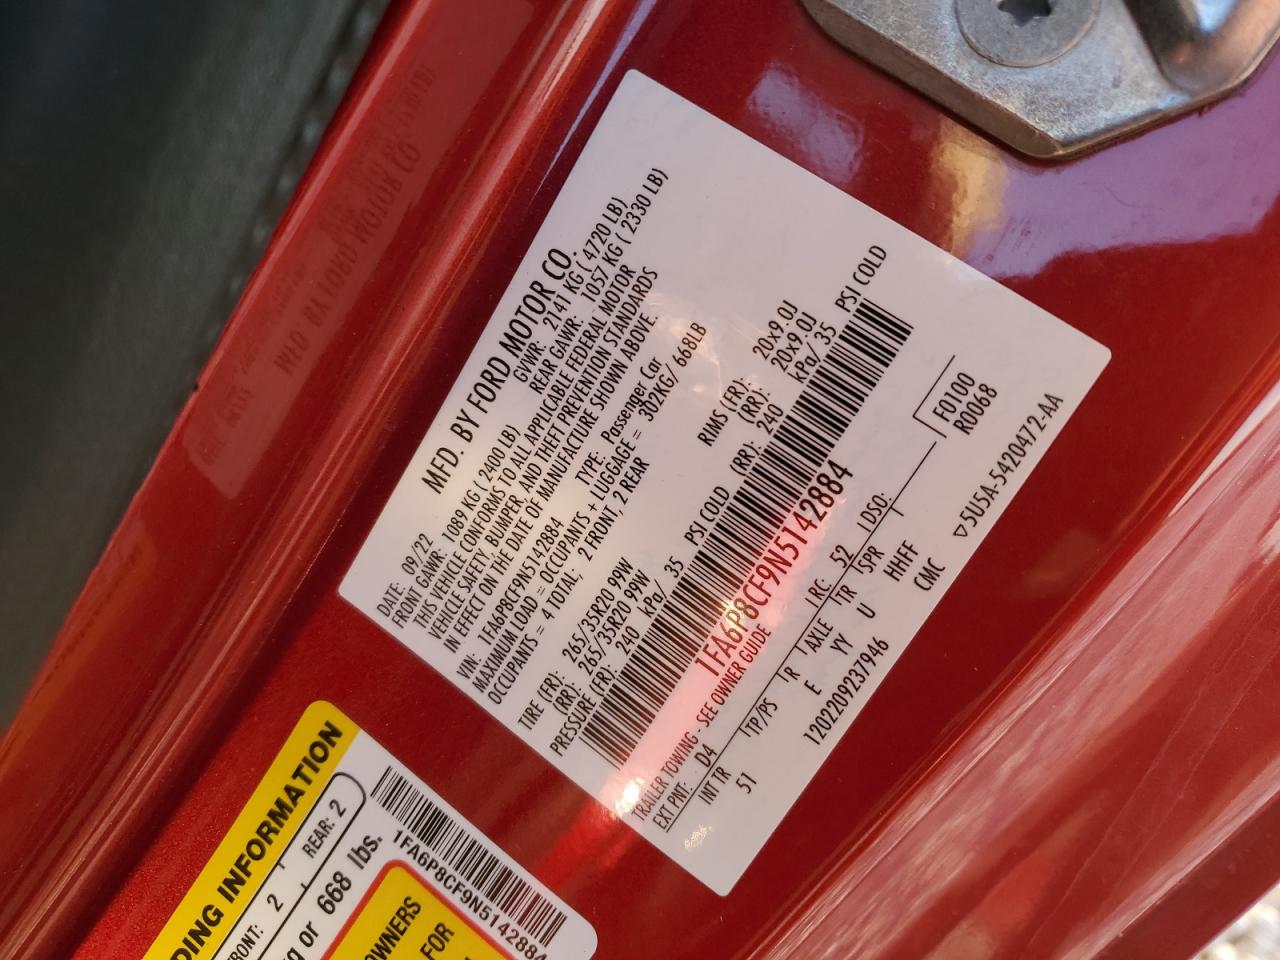 MFD. BY FORD MOTOR CO.
DATE: 09/22 GVWR: 2141 KG ( 4720 LB)
FRONT GAWR: 1089 KG ( 2400 LB) REAR GAWR: 1057 KG ( 2330 LB)
THIS VEHICLE CONFORMS TO ALL APPLICABLE FEDERAL MOTOR
VEHICLE SAFETY, BUMPER, AND THEFT PREVENTION STANDARDS
IN EFFECT ON THE DATE OF MANUFACTURE SHOWN ABOVE.
VIN: 1FA6P8CF9N5142884 TYPE: Passenger Car
MAXIMUM LOAD = OCCUPANTS + LUGGAGE = 302KG/ 668LB
OCCUPANTS = 4 TOTAL, 2 FRONT, 2 REAR
TIRE (FR): 265/35R20 99W RIMS (FR): 20x9.0J
(RR): 265/35R20 99W (RR): 20x9.0J
PRESSURE (FR): 240 kPa/ 35 PSI COLD (RR): 240 kPa/ 35 PSI COLD
1FA6P8CF9N5142884
TRAILER TOWING - SEE OWNER GUIDE
EXT PNT: D4 RC: 52 DSO: F0100
R0068
INT TR TP/PS R AXLE TR SPR
51 E YY U HHFF
1202209237946 CMC ▽5U5A-5420472-AA
DING INFORMATION
FRONT: 2 REAR: 2
kg or 668 lbs.
1FA6P8CF9N5142884
OWNERS
FOR